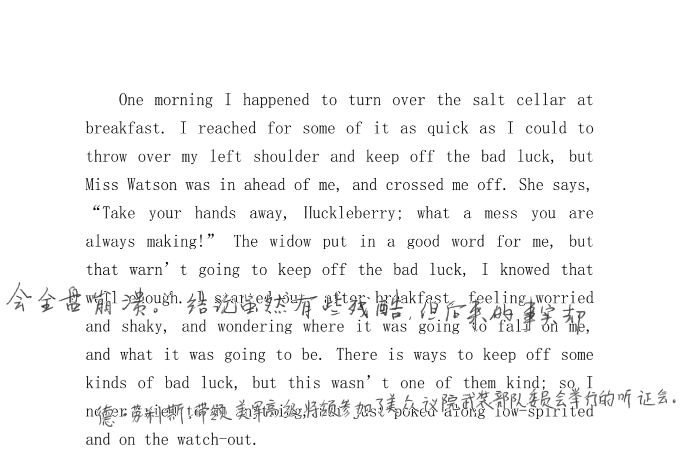 One morning I happened to turn over the salt cellar at
breakfast. I reached for some of it as quick as I could to
throw over my left shoulder and keep off the bad luck, but
Miss Watson was in ahead of me, and crossed me off. She says,
“Take your hands away, Huckleberry; what a mess you are
always making!” The widow put in a good word for me, but
that warn’t going to keep off the bad luck, I knowed that
会全盘崩溃。”结论虽然有些残酷,但后来的事实却
well enough. I started out, after breakfast, feeling worried
and shaky, and wondering where it was going to fall on me,
and what it was going to be. There is ways to keep off some
kinds of bad luck, but this wasn’t one of them kind; so I
德·劳科斯·带领美军高级将领参加了美众议院武装部队委员会举行的听证会。
never tried to do anything, but just poked along low-spirited
and on the watch-out.